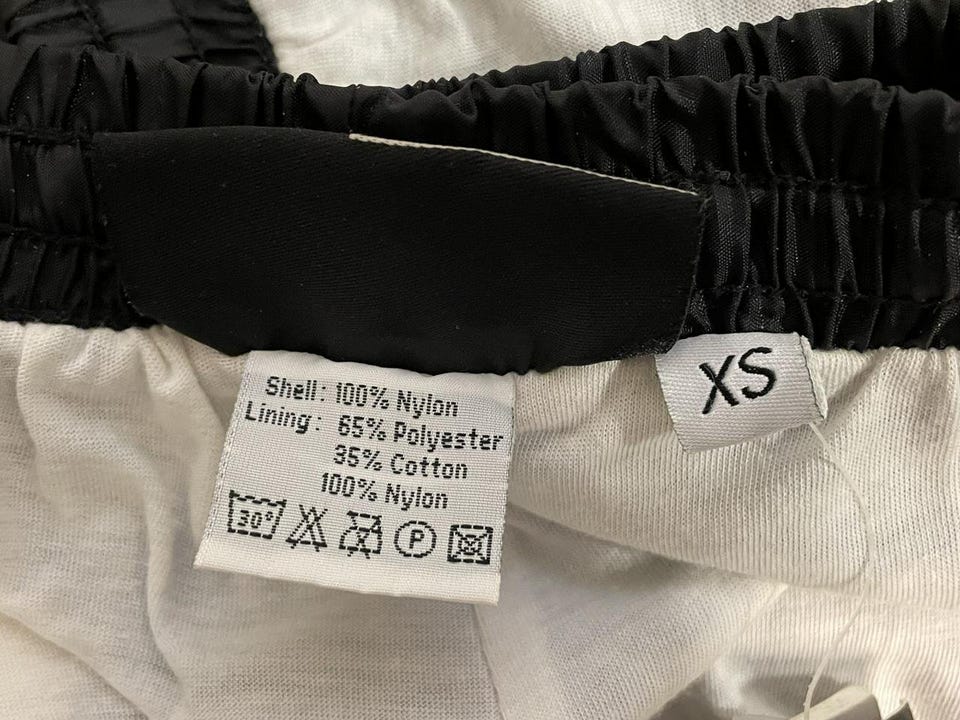 Shell: 100% Nylon
Lining: 65% Polyester
35% Cotton
100% Nylon
30° P
XS